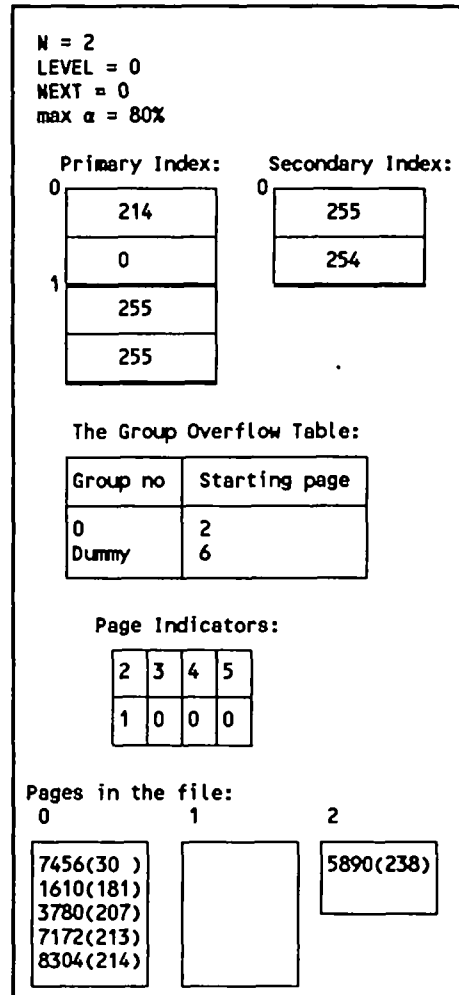 N = 2
LEVEL = 0
NEXT = 0
max α = 80%
Primary Index: Secondary Index:
0 0
214 255
0 254
1
255
255
The Group Overflow Table:
Group no Starting page
0 2
Dummy 6
Page Indicators:
2 3 4 5
1 0 0 0
Pages in the file:
0 1 2
7456(30 ) 5890(238)
1610(181)
3780(207)
7172(213)
8304(214)